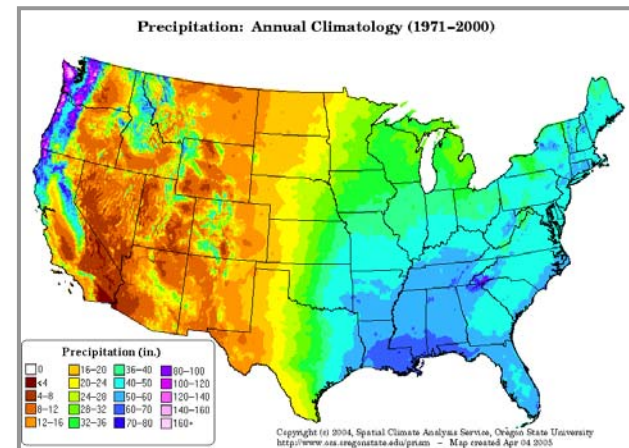 Precipitation: Annual Climatology (1971-2000)
Precipitation (in.)
0 16-20 36-40 80-100
<4 20-24 40-50 100-120
4-8 24-28 50-60 120-140
8-12 28-32 60-70 140-160
12-16 32-36 70-80 160+
Copyright (c) 2004, Spatial Climate Analysis Service, Oregon State University
http://www.ocs.oregonstate.edu/prism - Map created Apr 04 2005